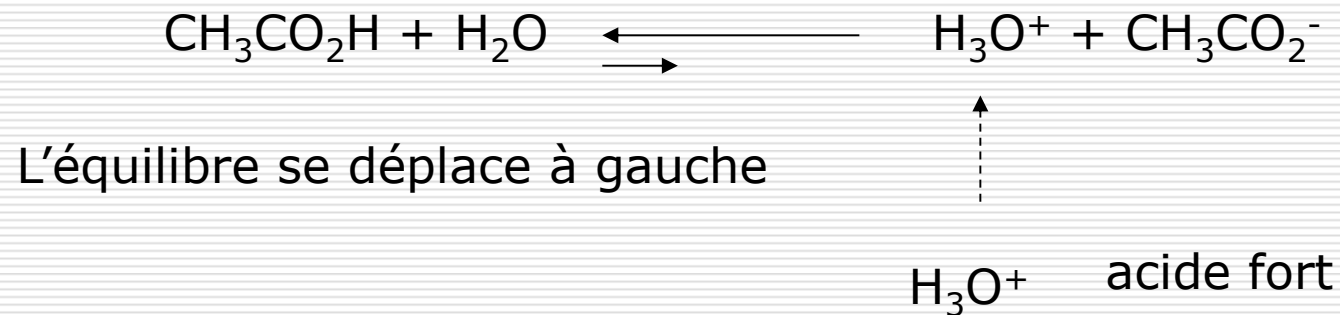 CH₃CO₂H + H₂O ⇄ H₃O⁺ + CH₃CO₂⁻
L’équilibre se déplace à gauche
H₃O⁺ acide fort